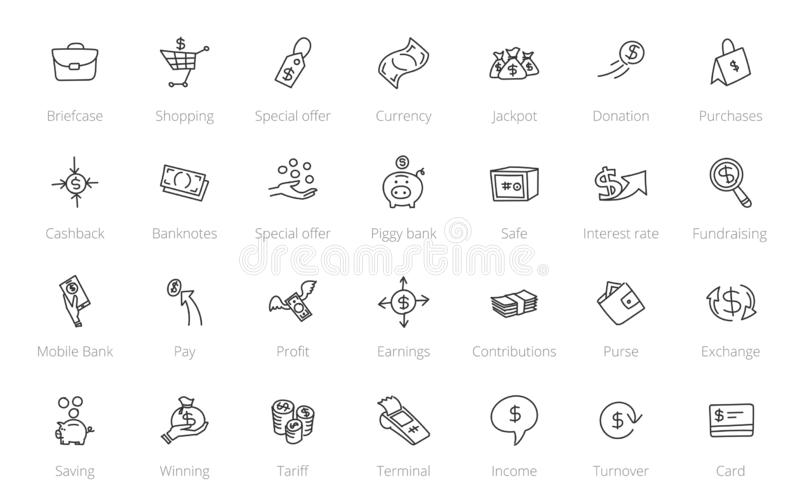 Briefcase Shopping Special offer Currency Jackpot Donation Purchases
Cashback Banknotes Special offer Piggy bank Safe Interest rate Fundraising
dreamstime
Mobile Bank Pay Profit Earnings Contributions Purse Exchange
Saving Winning Tariff Terminal Income Turnover Card